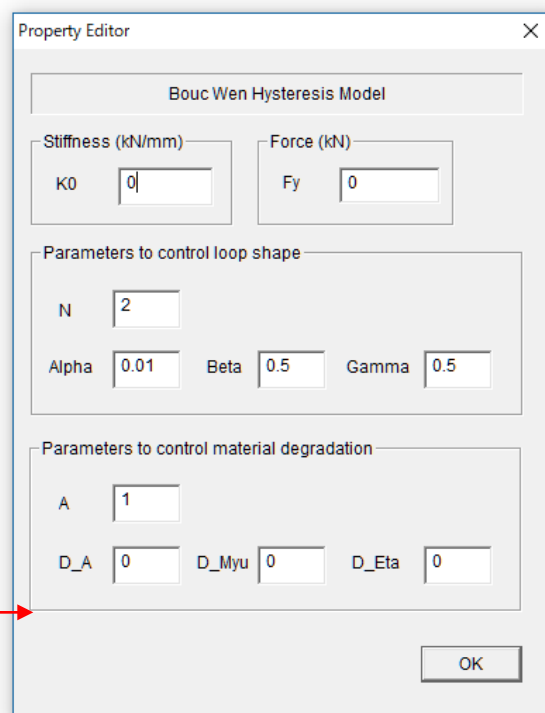 Property Editor
Bouc Wen Hysteresis Model
Stiffness (kN/mm) Force (kN)
K0 0 Fy 0
Parameters to control loop shape
N 2
Alpha 0.01 Beta 0.5 Gamma 0.5
Parameters to control material degradation
A 1
D_A 0 D_Myu 0 D_Eta 0
OK